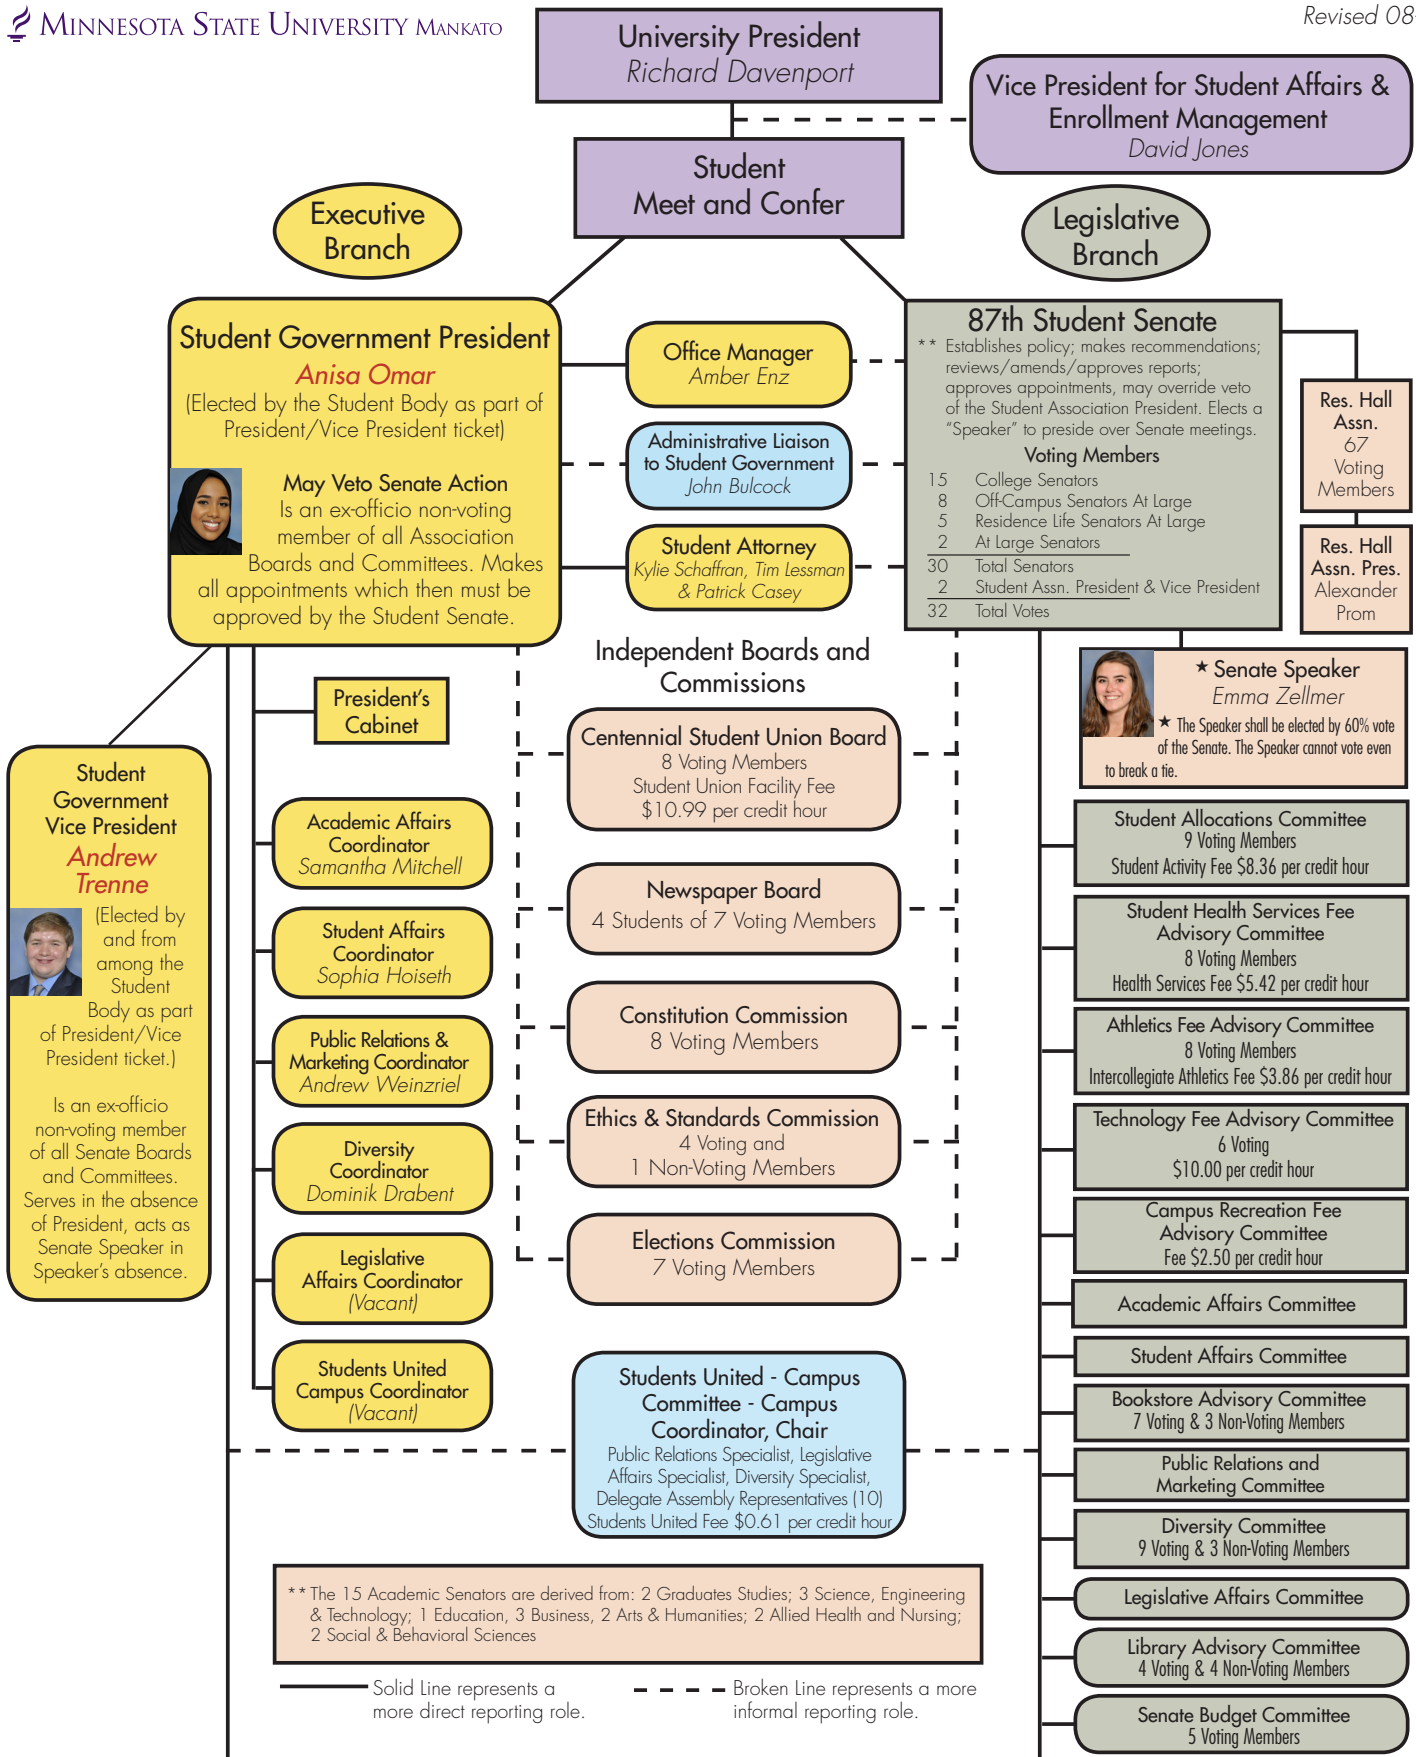 MINNESOTA STATE UNIVERSITY MANKATO
Revised 08
University President
Richard Davenport
Vice President for Student Affairs &
Enrollment Management
David Jones
Student
Meet and Confer
Executive
Branch
Legislative
Branch
Student Government President
Anisa Omar
(Elected by the Student Body as part of
President/Vice President ticket)
May Veto Senate Action
Is an ex-officio non-voting
member of all Association
Boards and Committees. Makes
all appointments which then must be
approved by the Student Senate.
Office Manager
Amber Enz
Administrative Liaison
to Student Government
John Bulcock
Student Attorney
Kylie Schaffran, Tim Lessman
& Patrick Casey
87th Student Senate
** Establishes policy; makes recommendations;
reviews/amends/approves reports;
approves appointments, may override veto
of the Student Association President. Elects a
“Speaker” to preside over Senate meetings.
Voting Members
15 College Senators
8 Off-Campus Senators At Large
5 Residence Life Senators At Large
2 At Large Senators
30 Total Senators
2 Student Assn. President & Vice President
32 Total Votes
Res. Hall
Assn.
67
Voting
Members
Res. Hall
Assn. Pres.
Alexander
Prom
★ Senate Speaker
Emma Zellmer
★ The Speaker shall be elected by 60% vote
of the Senate. The Speaker cannot vote even
to break a tie.
Student
Government
Vice President
Andrew
Trenne
(Elected by
and from
among the
Student
Body as part
of President/Vice
President ticket.)
Is an ex-officio
non-voting member
of all Senate Boards
and Committees.
Serves in the absence
of President, acts as
Senate Speaker in
Speaker’s absence.
President’s
Cabinet
Academic Affairs
Coordinator
Samantha Mitchell
Student Affairs
Coordinator
Sophia Hoiseth
Public Relations &
Marketing Coordinator
Andrew Weinzriel
Diversity
Coordinator
Dominik Drabent
Legislative
Affairs Coordinator
(Vacant)
Students United
Campus Coordinator
(Vacant)
Independent Boards and
Commissions
Centennial Student Union Board
8 Voting Members
Student Union Facility Fee
$10.99 per credit hour
Newspaper Board
4 Students of 7 Voting Members
Constitution Commission
8 Voting Members
Ethics & Standards Commission
4 Voting and
1 Non-Voting Members
Elections Commission
7 Voting Members
Students United - Campus
Committee - Campus
Coordinator, Chair
Public Relations Specialist, Legislative
Affairs Specialist, Diversity Specialist,
Delegate Assembly Representatives (10)
Students United Fee $0.61 per credit hour
Student Allocations Committee
9 Voting Members
Student Activity Fee $8.36 per credit hour
Student Health Services Fee
Advisory Committee
8 Voting Members
Health Services Fee $5.42 per credit hour
Athletics Fee Advisory Committee
8 Voting Members
Intercollegiate Athletics Fee $3.86 per credit hour
Technology Fee Advisory Committee
6 Voting
$10.00 per credit hour
Campus Recreation Fee
Advisory Committee
Fee $2.50 per credit hour
Academic Affairs Committee
Student Affairs Committee
Bookstore Advisory Committee
7 Voting & 3 Non-Voting Members
Public Relations and
Marketing Committee
Diversity Committee
9 Voting & 3 Non-Voting Members
Legislative Affairs Committee
Library Advisory Committee
4 Voting & 4 Non-Voting Members
Senate Budget Committee
5 Voting Members
** The 15 Academic Senators are derived from: 2 Graduates Studies; 3 Science, Engineering
& Technology; 1 Education, 3 Business, 2 Arts & Humanities; 2 Allied Health and Nursing;
2 Social & Behavioral Sciences
Solid Line represents a
more direct reporting role.
Broken Line represents a more
informal reporting role.